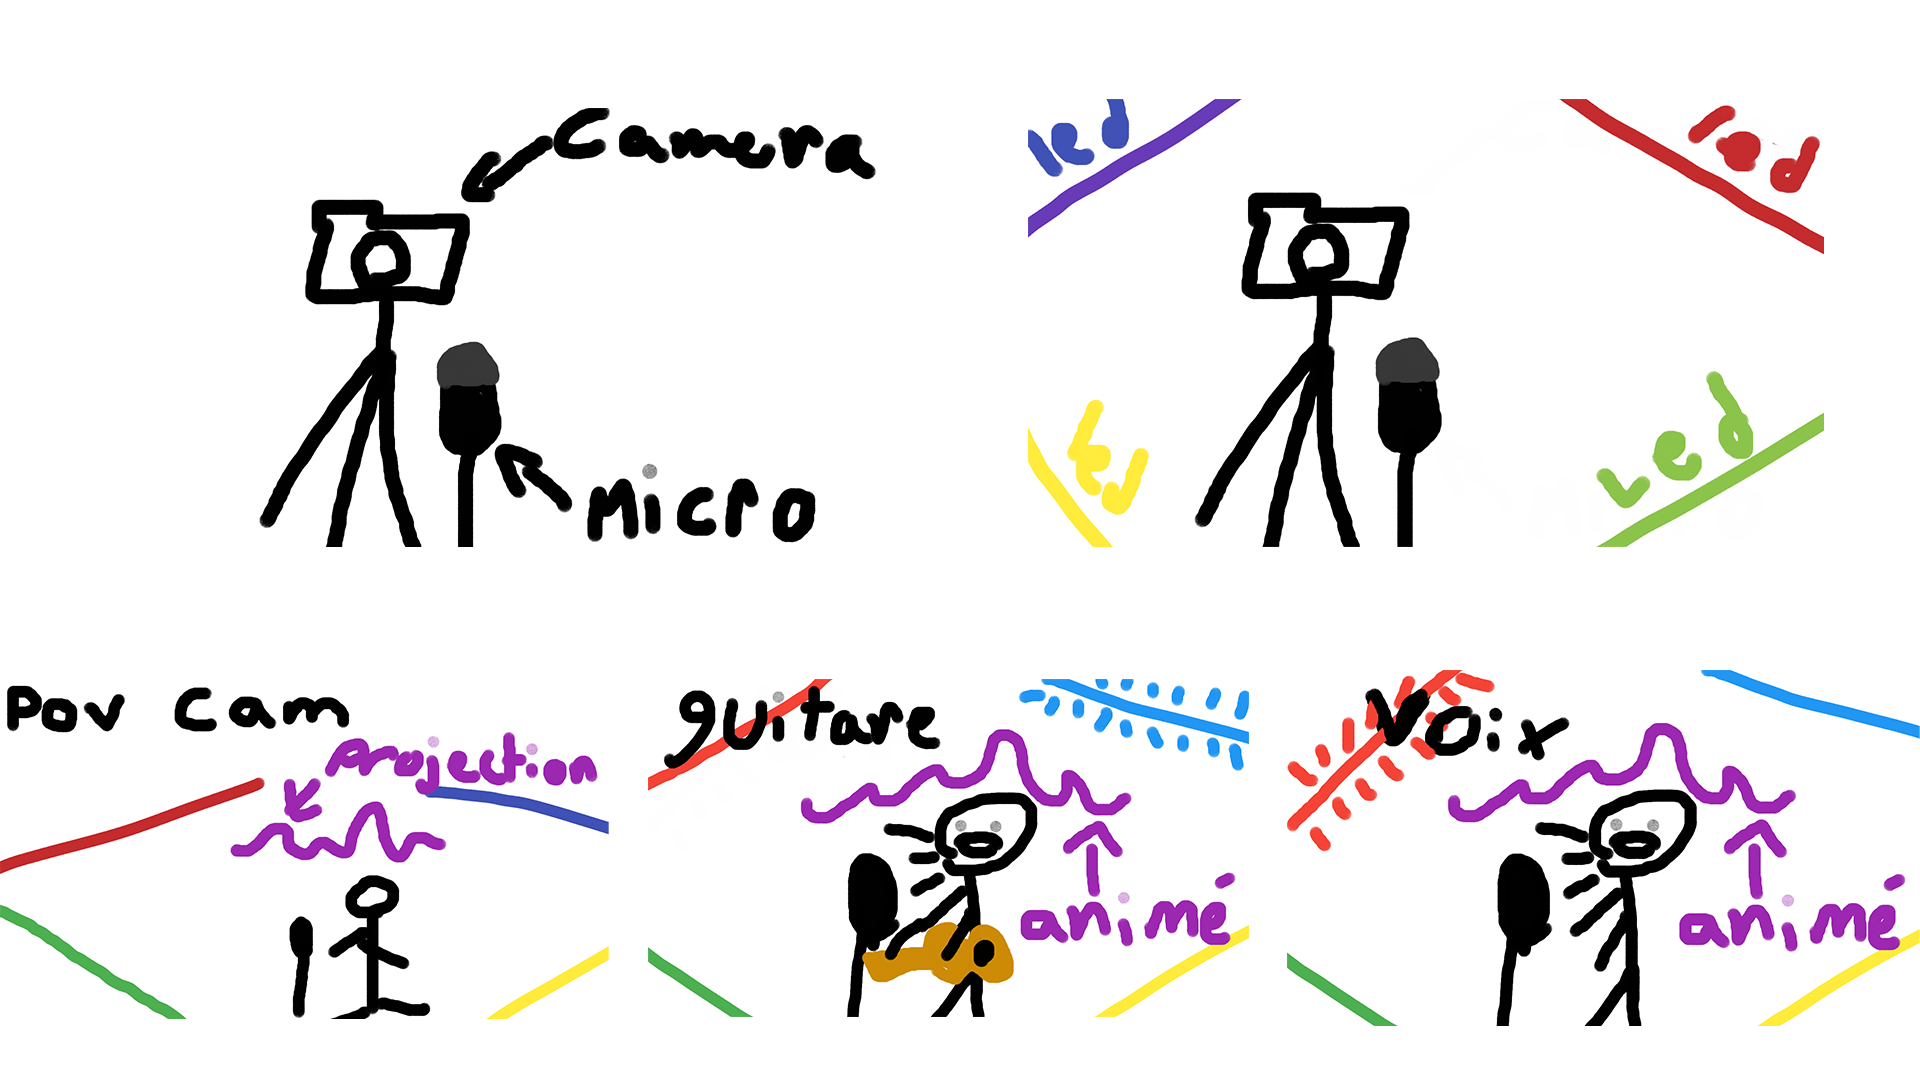 Camera
Micro
led
led
led
Led
Pov Cam
Projection
guitare
animé
Voix
animé